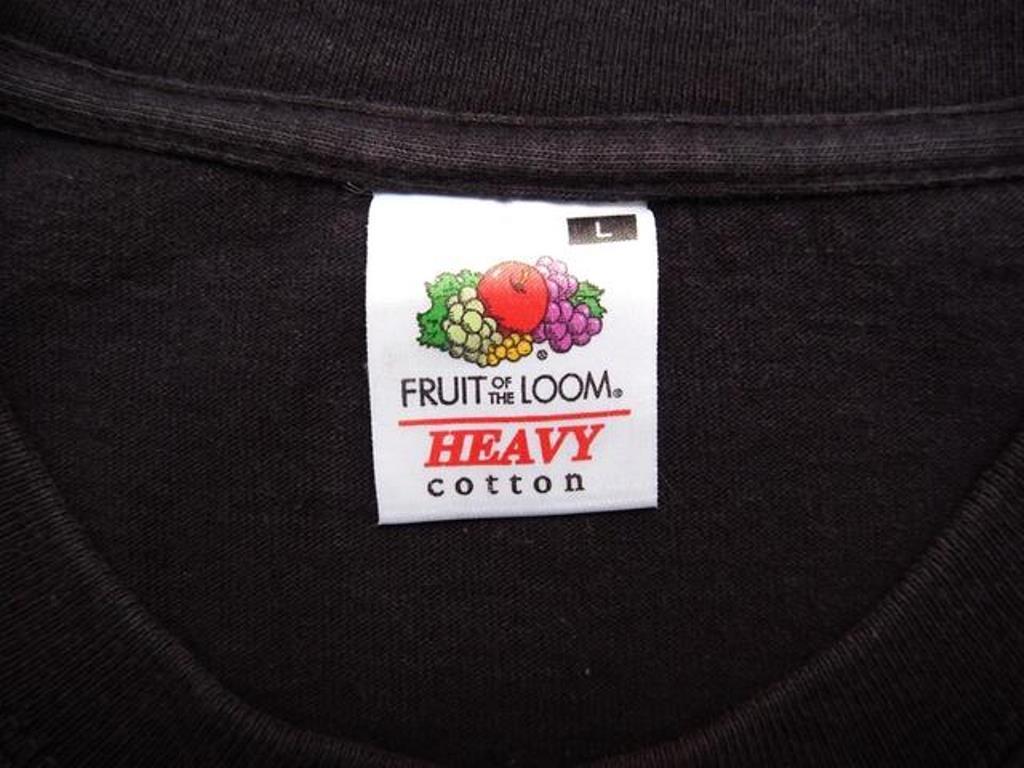 L
FRUIT OF THE LOOM®
HEAVY
cotton